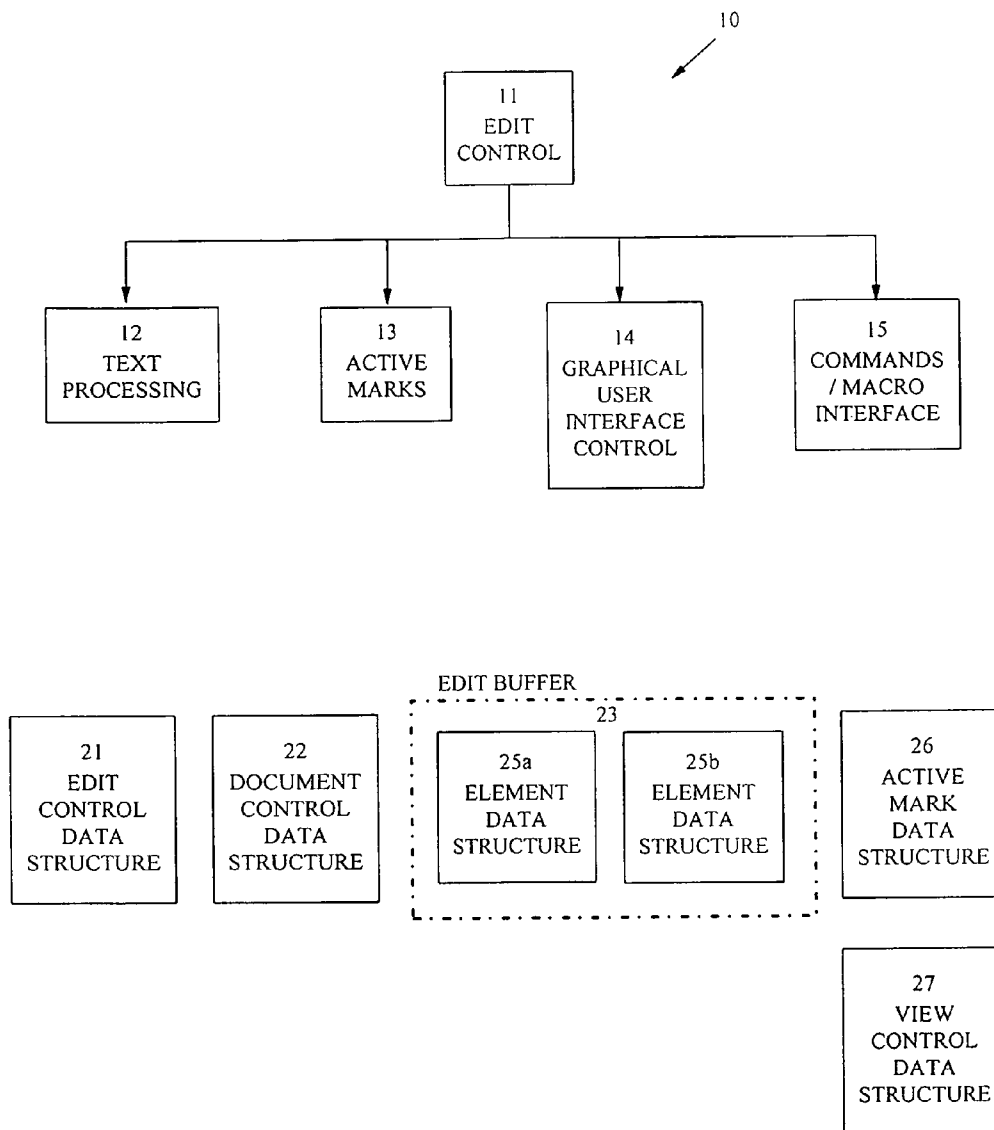 10
11
EDIT
CONTROL
12
TEXT
PROCESSING
13
ACTIVE
MARKS
14
GRAPHICAL
USER
INTERFACE
CONTROL
15
COMMANDS
/ MACRO
INTERFACE
EDIT BUFFER
23
21
EDIT
CONTROL
DATA
STRUCTURE
22
DOCUMENT
CONTROL
DATA
STRUCTURE
25a
ELEMENT
DATA
STRUCTURE
25b
ELEMENT
DATA
STRUCTURE
26
ACTIVE
MARK
DATA
STRUCTURE
27
VIEW
CONTROL
DATA
STRUCTURE